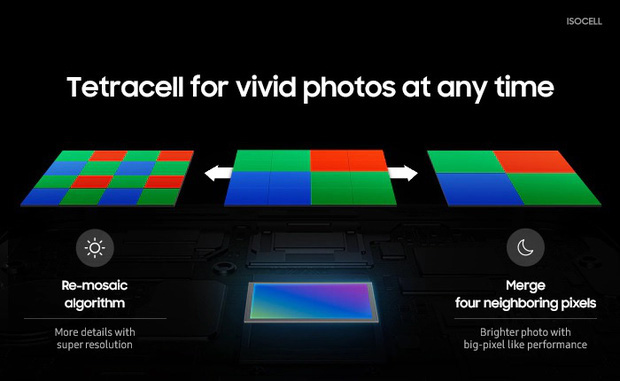 ISOCELL
Tetracell for vivid photos at any time
Re-mosaic
algorithm
More details with
super resolution
Merge
four neighboring pixels
Brighter photo with
big-pixel like performance